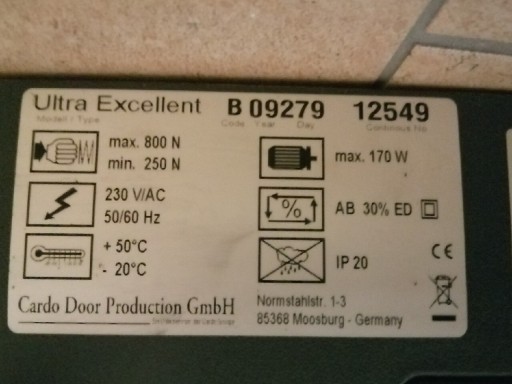 Ultra Excellent B 09279 12549
Modell / Type Code Year Day Continuous No.
max. 800 N
min. 250 N
max. 170 W
230 V/AC
50/60 Hz
% AB 30% ED
+ 50°C
- 20°C
IP 20
CE
Cardo Door Production GmbH
Normstahlstr. 1-3
85368 Moosburg - Germany